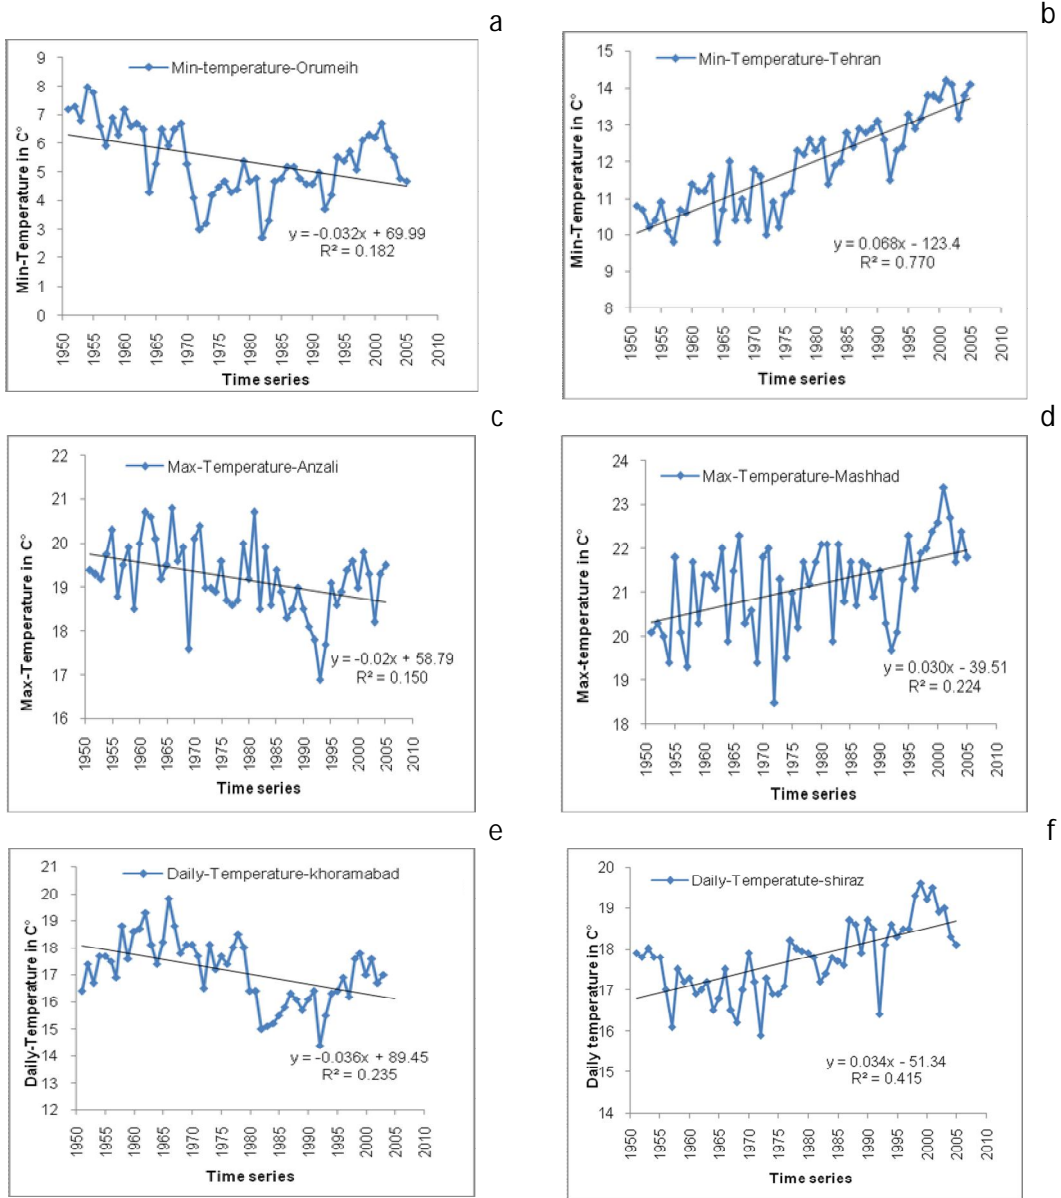 a
Min-temperature-Orumeih
Min-Temperature in C°
9
8
7
6
5
4
3
2
1
0
y = -0.032x + 69.99
R² = 0.182
1950 1955 1960 1965 1970 1975 1980 1985 1990 1995 2000 2005 2010
Time series
b
Min-Temperature-Tehran
Min-Temperature in C°
15
14
13
12
11
10
9
8
y = 0.068x - 123.4
R² = 0.770
1950 1955 1960 1965 1970 1975 1980 1985 1990 1995 2000 2005 2010
Time series
c
Max-Temperature-Anzali
Max-Temperature in C°
22
21
20
19
18
17
16
y = -0.02x + 58.79
R² = 0.150
1950 1955 1960 1965 1970 1975 1980 1985 1990 1995 2000 2005 2010
Time series
d
Max-Temperature-Mashhad
Max-temperature in C°
24
23
22
21
20
19
18
y = 0.030x - 39.51
R² = 0.224
1950 1955 1960 1965 1970 1975 1980 1985 1990 1995 2000 2005 2010
Time series
e
Daily-Temperature-khoramabad
Daily-Temperature in C°
21
20
19
18
17
16
15
14
13
12
y = -0.036x + 89.45
R² = 0.235
1950 1955 1960 1965 1970 1975 1980 1985 1990 1995 2000 2005 2010
Time series
f
Daily-Temperatute-shiraz
Daily temperature in C°
20
19
18
17
16
15
14
y = 0.034x - 51.34
R² = 0.415
1950 1955 1960 1965 1970 1975 1980 1985 1990 1995 2000 2005 2010
Time series